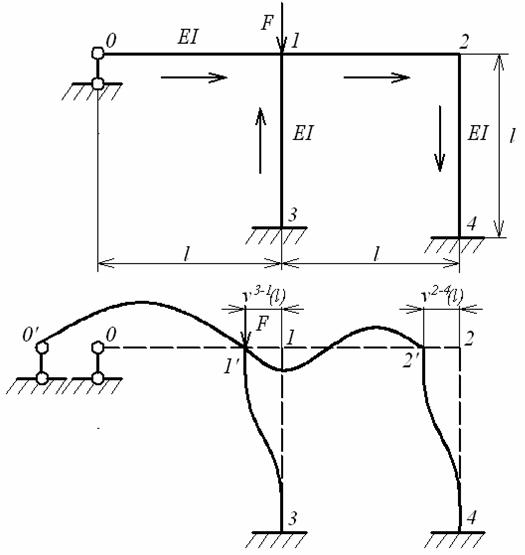 F
0 EI 1 2
EI EI l
3
4
l l
v³⁻¹(l) v²⁻⁴(l)
0' 0 F 1 2
1' 2'
3 4